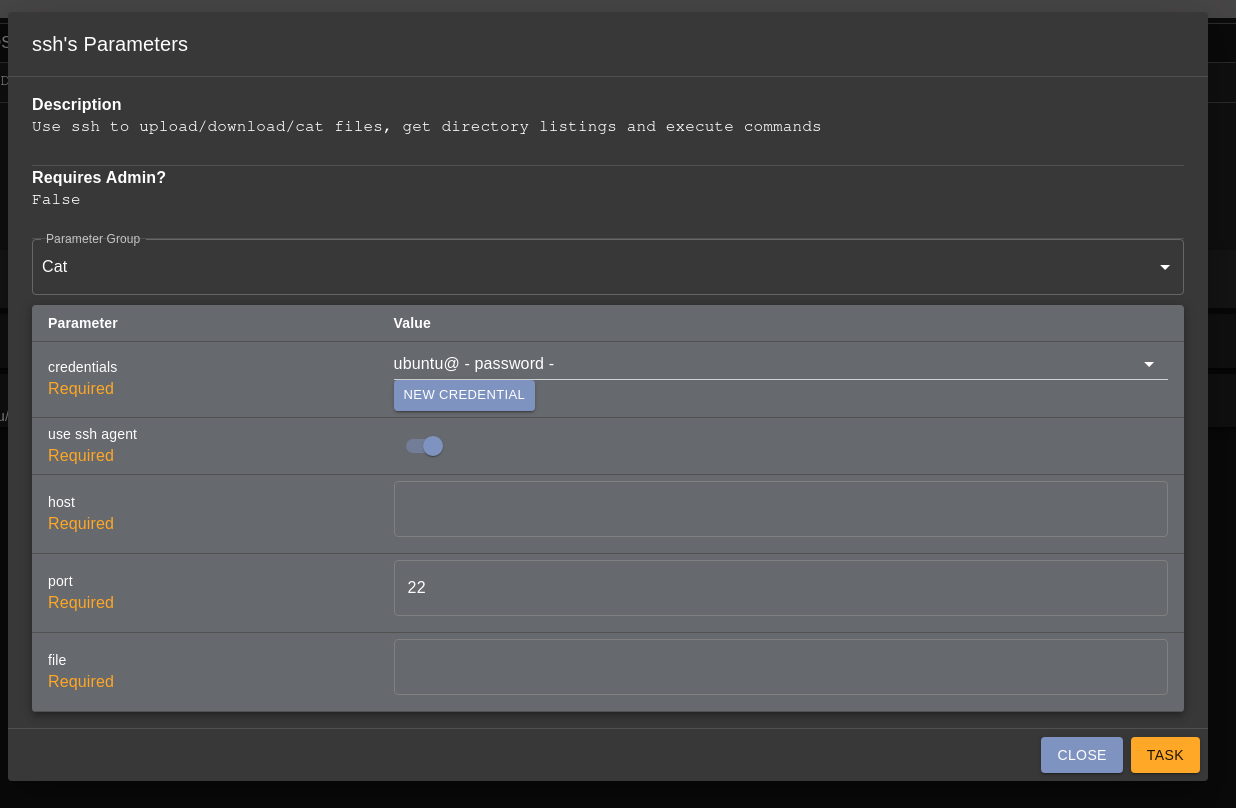 ssh's Parameters
Description
Use ssh to upload/download/cat files, get directory listings and execute commands
Requires Admin?
False
Parameter Group
Cat
Parameter Value
credentials
Required
ubuntu@ - password -
NEW CREDENTIAL
use ssh agent
Required
host
Required
port
Required
22
file
Required
CLOSE TASK